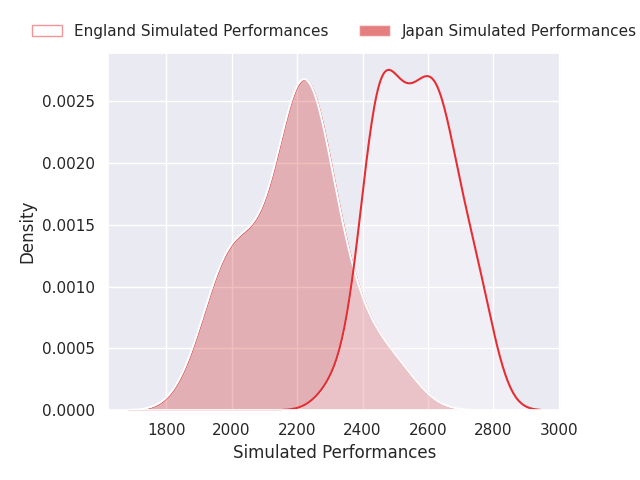 England Simulated Performances Japan Simulated Performances
0.0025
0.0020
0.0015
0.0010
0.0005
0.0000
Density
1800 2000 2200 2400 2600 2800 3000
Simulated Performances